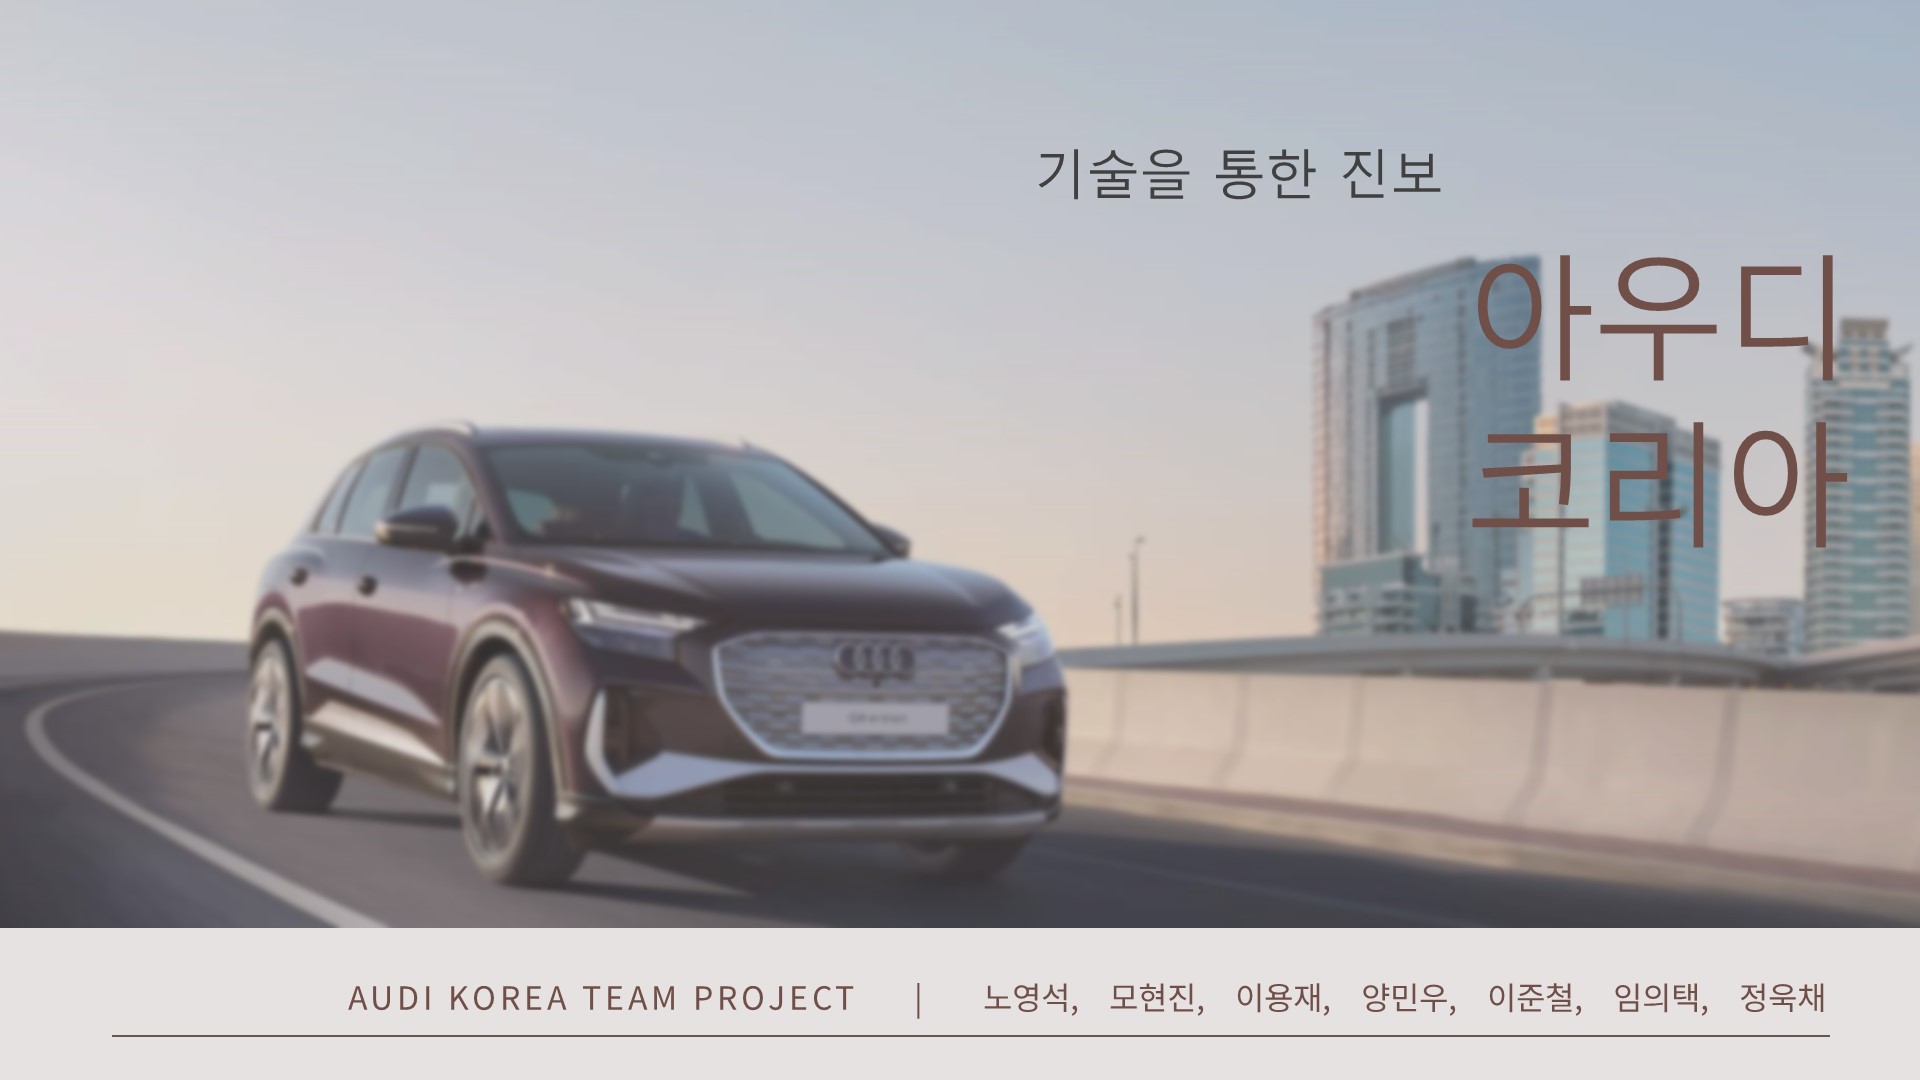 기술을 통한 진보
아우디
코리아
AUDI KOREA TEAM PROJECT | 노영석, 모현진, 이용재, 양민우, 이준철, 임의택, 정욱채